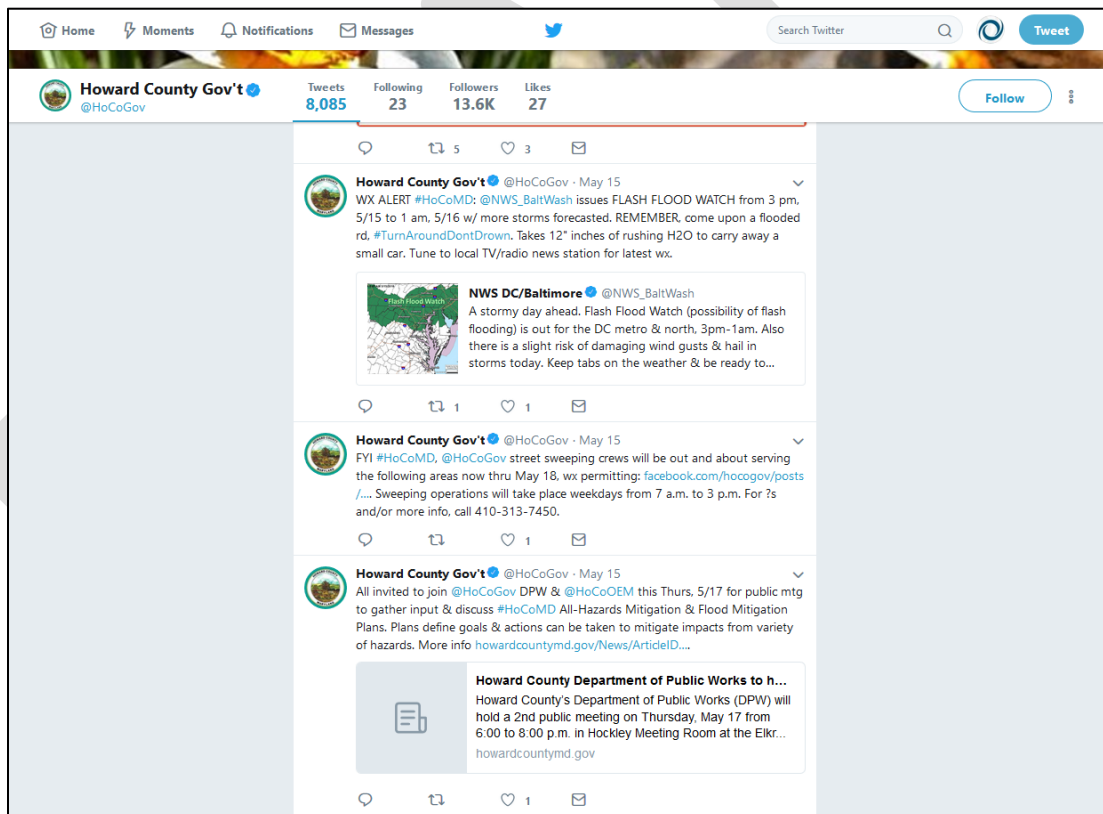 Home Moments Notifications Messages Search Twitter Tweet
Howard County Gov't
@HoCoGov
Tweets Following Followers Likes
8,085 23 13.6K 27
Follow
5 3
Howard County Gov't @HoCoGov · May 15
WX ALERT #HoCoMD: @NWS_BaltWash issues FLASH FLOOD WATCH from 3 pm,
5/15 to 1 am, 5/16 w/ more storms forecasted. REMEMBER, come upon a flooded
rd, #TurnAroundDontDrown. Takes 12" inches of rushing H2O to carry away a
small car. Tune to local TV/radio news station for latest wx.
Flash Flood Watch
NWS DC/Baltimore @NWS_BaltWash
A stormy day ahead. Flash Flood Watch (possibility of flash
flooding) is out for the DC metro & north, 3pm-1am. Also
there is a slight risk of damaging wind gusts & hail in
storms today. Keep tabs on the weather & be ready to...
1 1
Howard County Gov't @HoCoGov · May 15
FYI #HoCoMD, @HoCoGov street sweeping crews will be out and about serving
the following areas now thru May 18, wx permitting: facebook.com/hocogov/posts
/.... Sweeping operations will take place weekdays from 7 a.m. to 3 p.m. For ?s
and/or more info, call 410-313-7450.
1
Howard County Gov't @HoCoGov · May 15
All invited to join @HoCoGov DPW & @HoCoOEM this Thurs, 5/17 for public mtg
to gather input & discuss #HoCoMD All-Hazards Mitigation & Flood Mitigation
Plans. Plans define goals & actions can be taken to mitigate impacts from variety
of hazards. More info howardcountymd.gov/News/ArticleID....
Howard County Department of Public Works to h...
Howard County's Department of Public Works (DPW) will
hold a 2nd public meeting on Thursday, May 17 from
6:00 to 8:00 p.m. in Hockley Meeting Room at the Elkr...
howardcountymd.gov
1